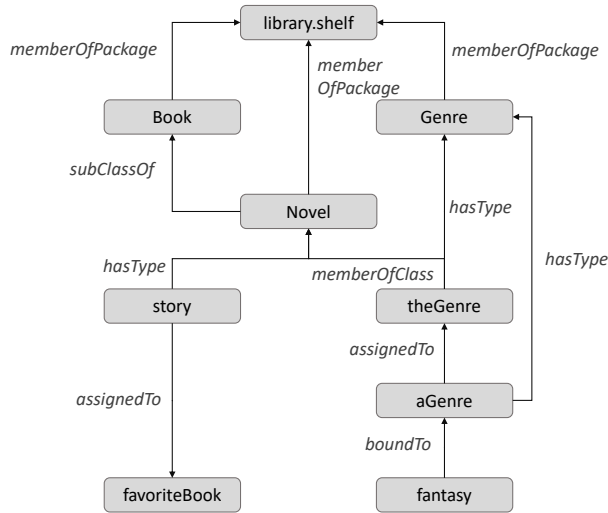 library.shelf
memberOfPackage
member
OfPackage
memberOfPackage
Book
Genre
subClassOf
Novel
hasType
hasType
hasType
memberOfClass
story
theGenre
assignedTo
assignedTo
aGenre
boundTo
favoriteBook
fantasy